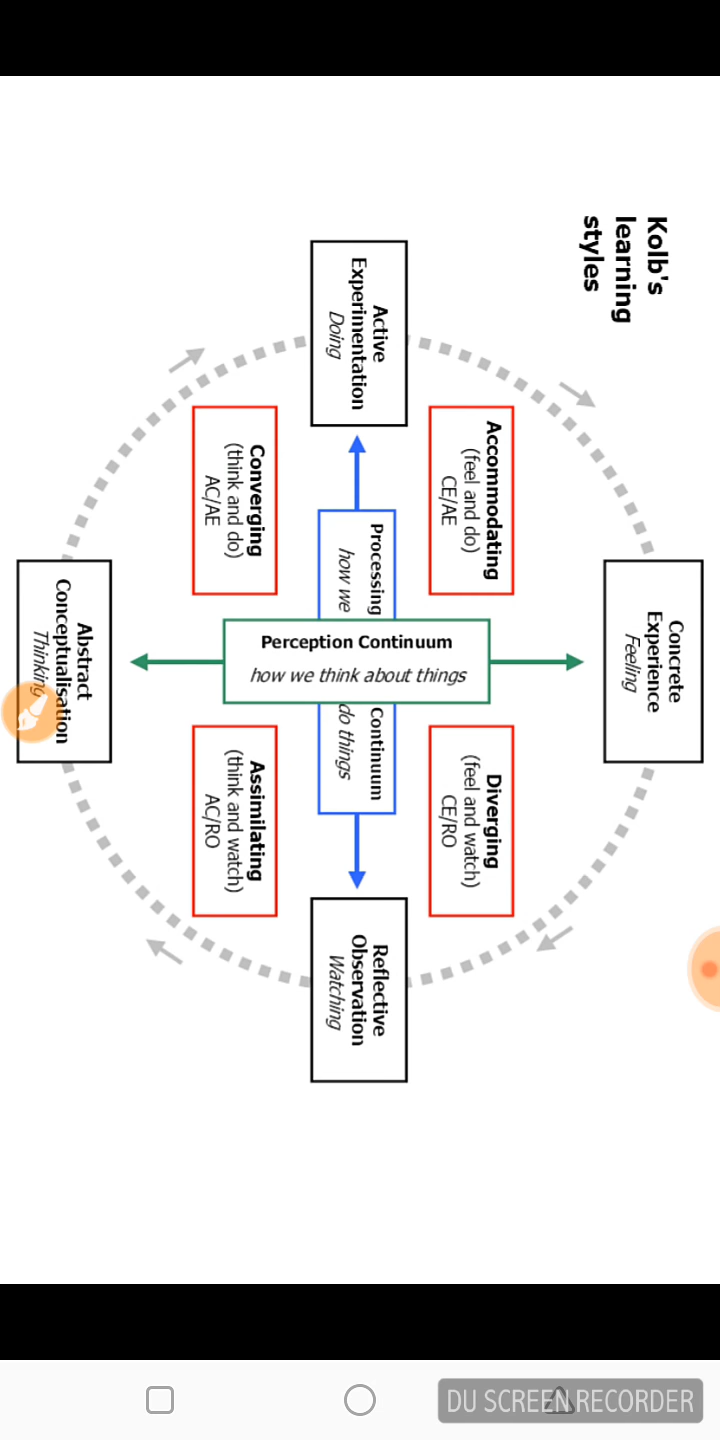 Kolb's
learning
styles
Concrete
Experience
Feeling
Accommodating
(feel and do)
CE/AE
Diverging
(feel and watch)
CE/RO
Active
Experimentation
Doing
Processing
how we
Perception Continuum
how we think about things
Continuum
do things
Reflective
Observation
Watching
Converging
(think and do)
AC/AE
Assimilating
(think and watch)
AC/RO
Abstract
Conceptualisation
Thinking
DU SCREEN RECORDER